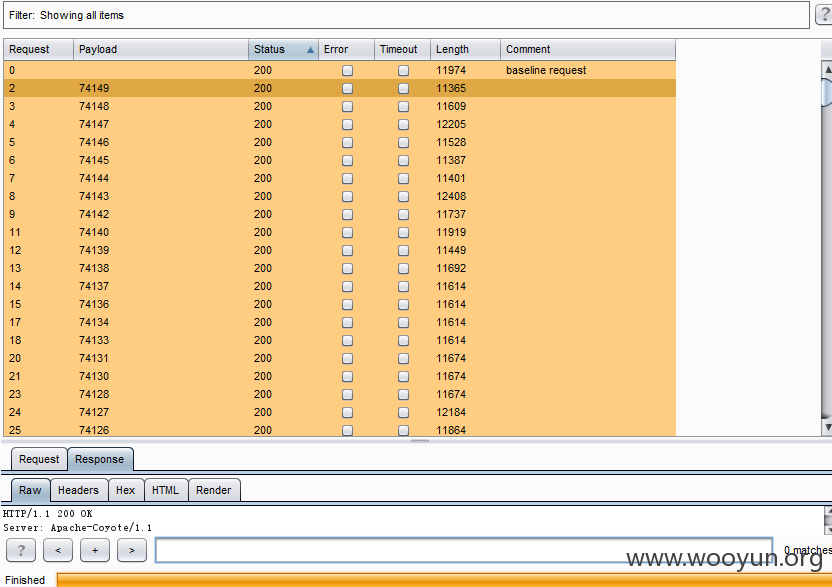 Filter: Showing all items
?
Request Payload Status Error Timeout Length Comment
0 200 11974 baseline request
2 74149 200 11365
3 74148 200 11609
4 74147 200 12205
5 74146 200 11528
6 74145 200 11387
7 74144 200 11401
8 74143 200 12408
9 74142 200 11737
11 74140 200 11919
12 74139 200 11449
13 74138 200 11692
14 74137 200 11614
15 74136 200 11614
17 74134 200 11614
18 74133 200 11614
20 74131 200 11674
21 74130 200 11674
23 74128 200 11674
24 74127 200 12184
25 74126 200 11864
Request Response
Raw Headers Hex HTML Render
HTTP/1.1 200 OK
Server: Apache-Coyote/1.1
? < + > 0 matches
www.wooyun.org
Finished